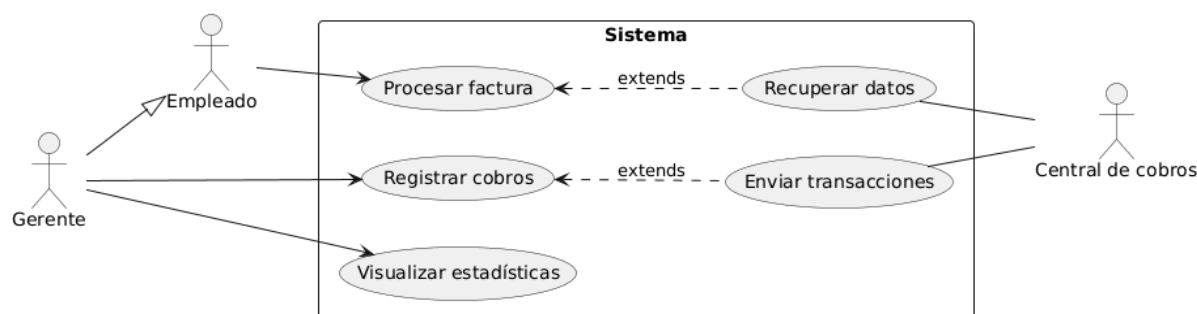 Sistema
Procesar factura
extends
Recuperar datos
Empleado
Central de cobros
Registrar cobros
extends
Enviar transacciones
Gerente
Visualizar estadísticas